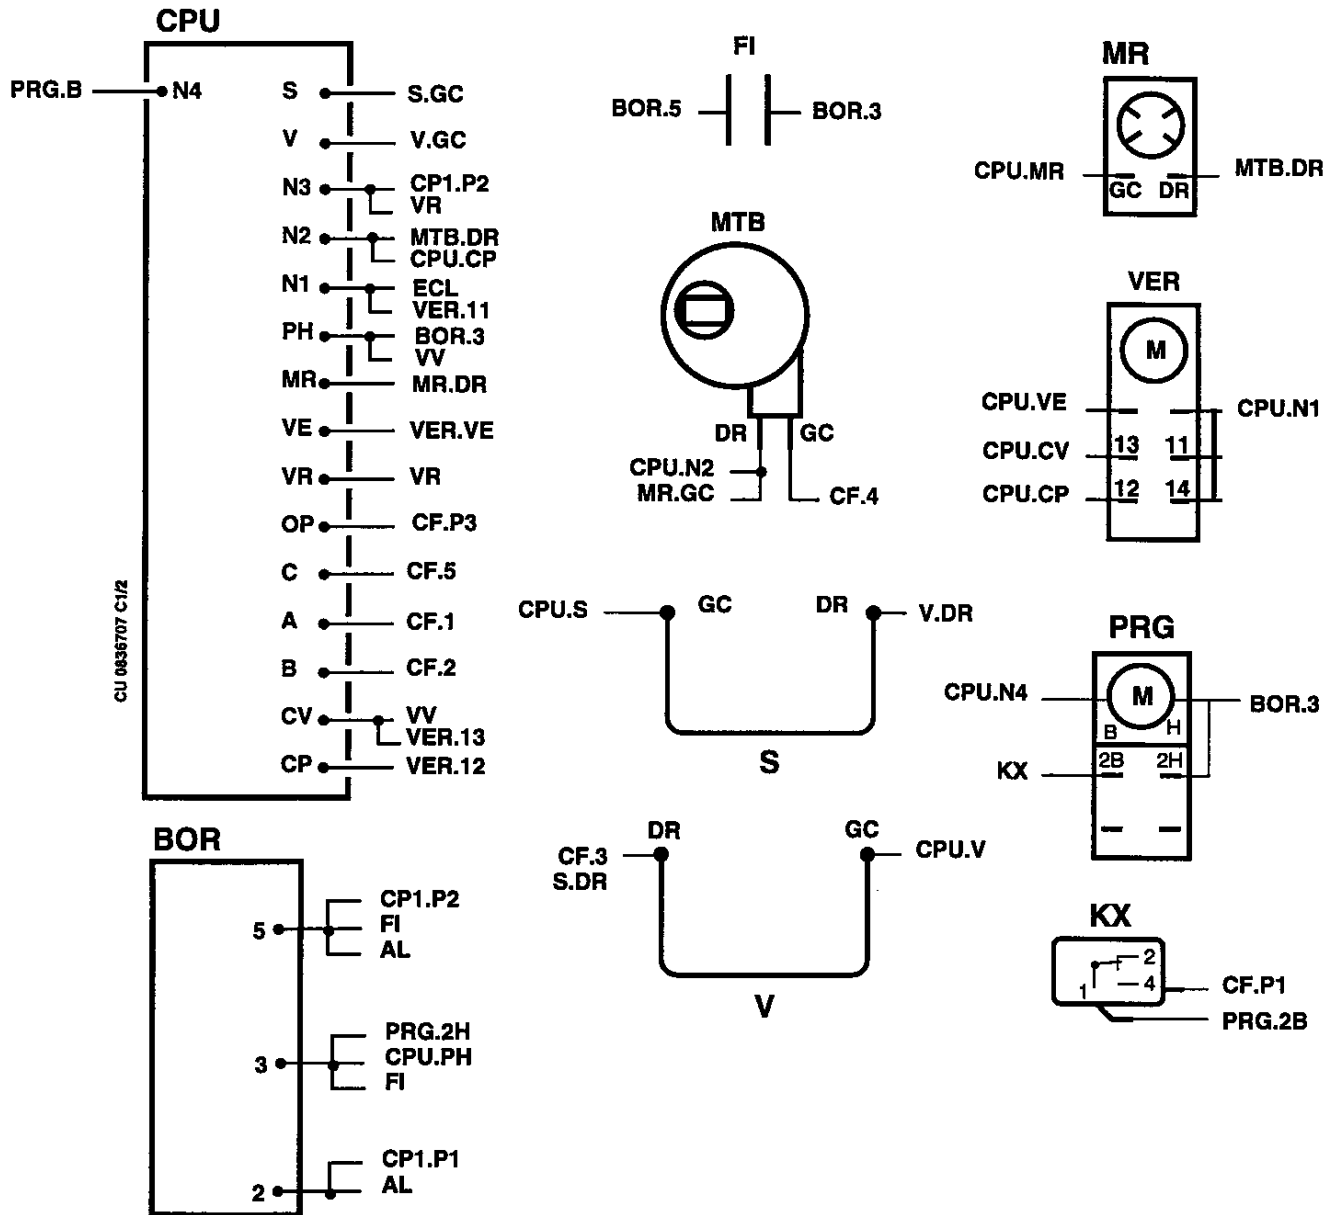 CPU
PRG.B
N4
S
S.GC
V
V.GC
N3
CP1.P2
VR
N2
MTB.DR
CPU.CP
N1
ECL
VER.11
PH
BOR.3
VV
MR
MR.DR
VE
VER.VE
VR
VR
OP
CF.P3
C
CF.5
A
CF.1
B
CF.2
CV
VV
VER.13
CP
VER.12
CU 0836707 C1/2
BOR
5
CP1.P2
FI
AL
3
PRG.2H
CPU.PH
FI
2
CP1.P1
AL
FI
BOR.5
BOR.3
MTB
DR
GC
CPU.N2
MR.GC
CF.4
CPU.S
GC
DR
V.DR
S
DR
GC
CF.3
S.DR
CPU.V
V
MR
CPU.MR
GC
DR
MTB.DR
VER
M
CPU.VE
CPU.N1
CPU.CV
13
11
CPU.CP
12
14
PRG
CPU.N4
M
BOR.3
B
H
KX
2B
2H
KX
2
1
4
CF.P1
PRG.2B